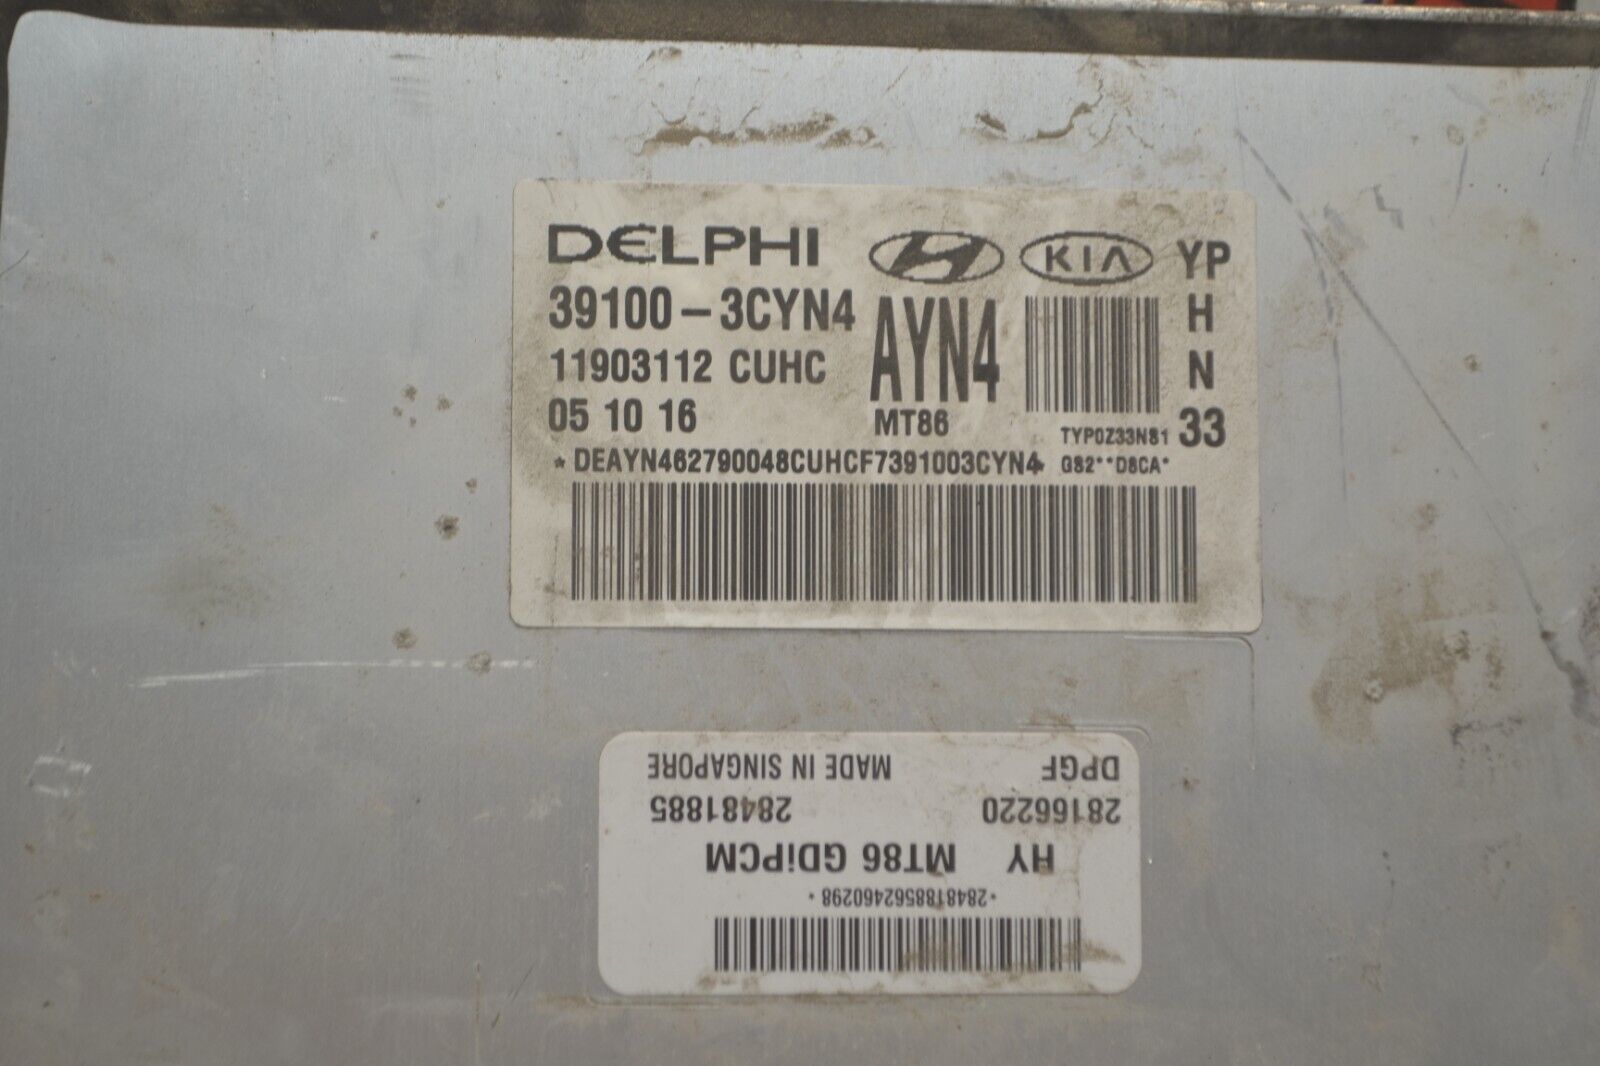 DELPHI H KIA YP
39100-3CYN4 AYN4 H
11903112 CUHC N
05 10 16 MT86 TYP0Z33N81 33
* DEAYN462790048CUHCF7391003CYN4* G82**D8CA*
MADE IN SINGAPORE DPGF
28166220 28481885
HY MT86 GDiPCM
*2848188562460298*